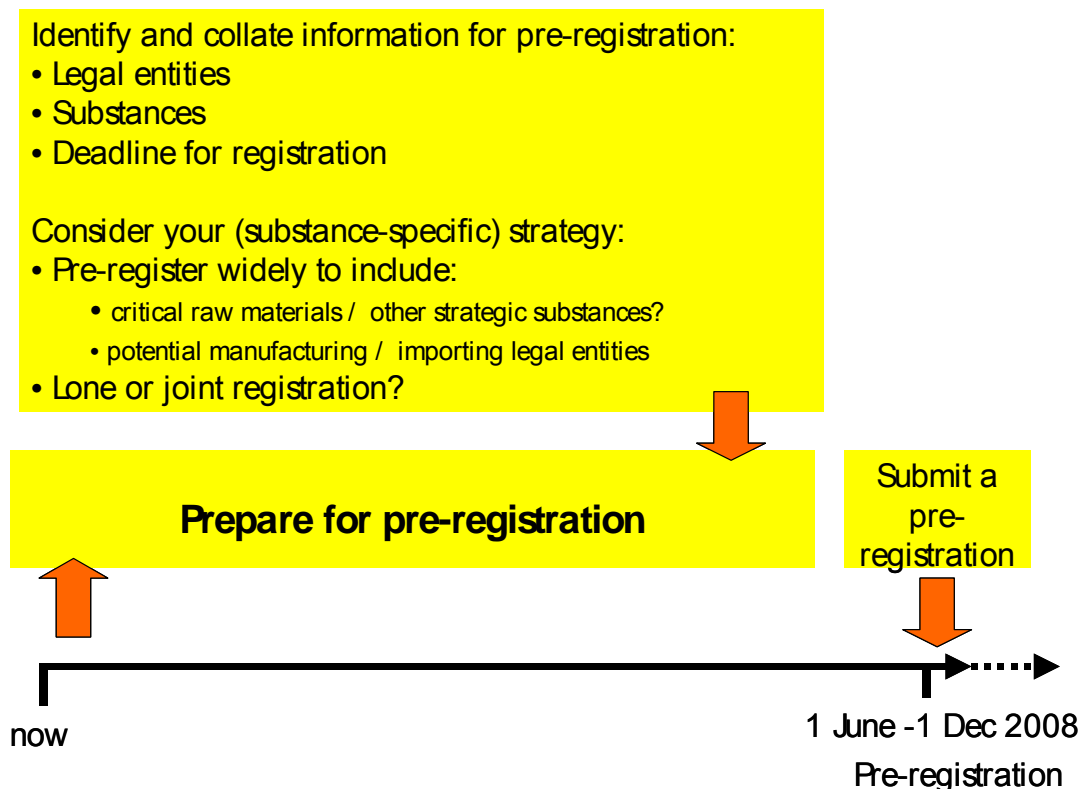 Identify and collate information for pre-registration:
• Legal entities
• Substances
• Deadline for registration
Consider your (substance-specific) strategy:
• Pre-register widely to include:
• critical raw materials / other strategic substances?
• potential manufacturing / importing legal entities
• Lone or joint registration?
Prepare for pre-registration
Submit a
pre-
registration
now
1 June -1 Dec 2008
Pre-registration